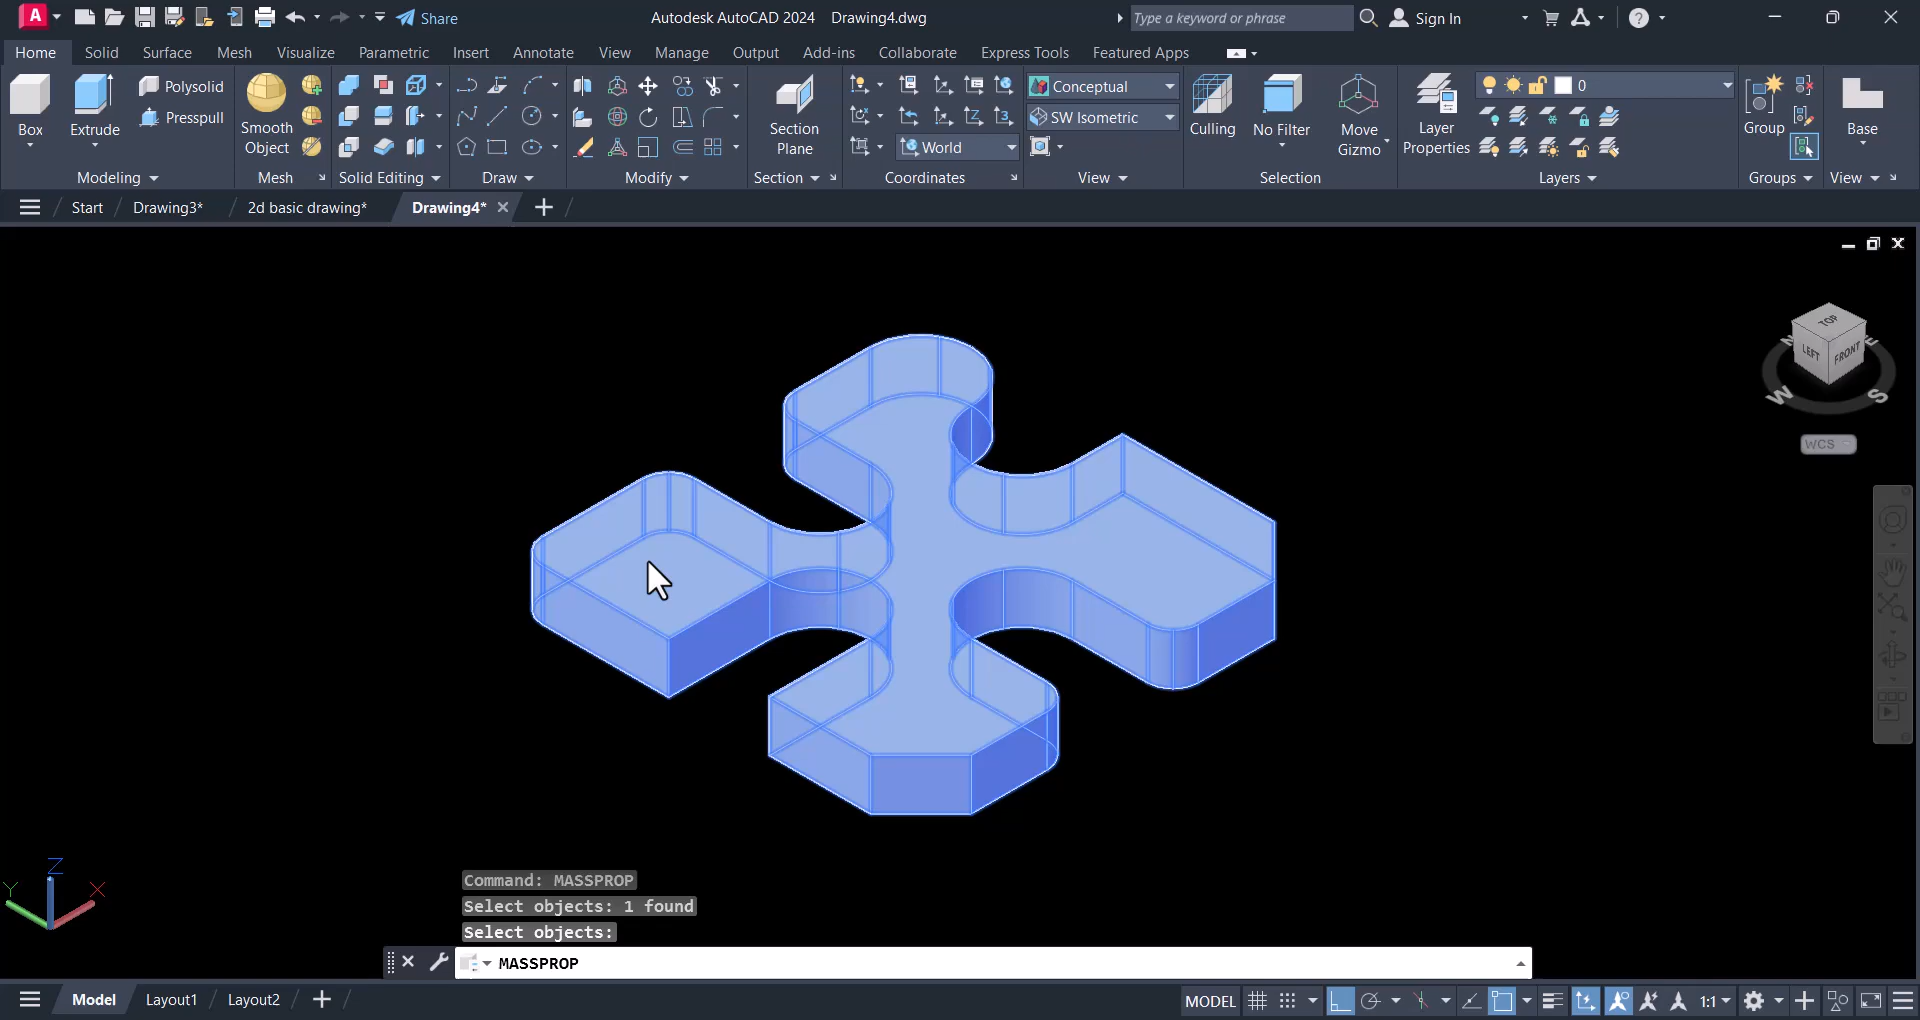 A
Share
Autodesk AutoCAD 2024 Drawing4.dwg
Type a keyword or phrase
Sign In
Home Solid Surface Mesh Visualize Parametric Insert Annotate View Manage Output Add-ins Collaborate Express Tools Featured Apps
Box
Extrude
Polysolid
Presspull
Smooth
Object
Section
Plane
World
Conceptual
SW Isometric
Culling
No Filter
Move
Gizmo
Layer
Properties
0
Group
Base
Modeling Mesh Solid Editing Draw Modify Section Coordinates View Selection Layers Groups View
Start Drawing3* 2d basic drawing* Drawing4*
TOP
LEFT FRONT
N E
W S
WCS
Z
Y X
Command: MASSPROP
Select objects: 1 found
Select objects:
MASSPROP
Model Layout1 Layout2
MODEL
1:1